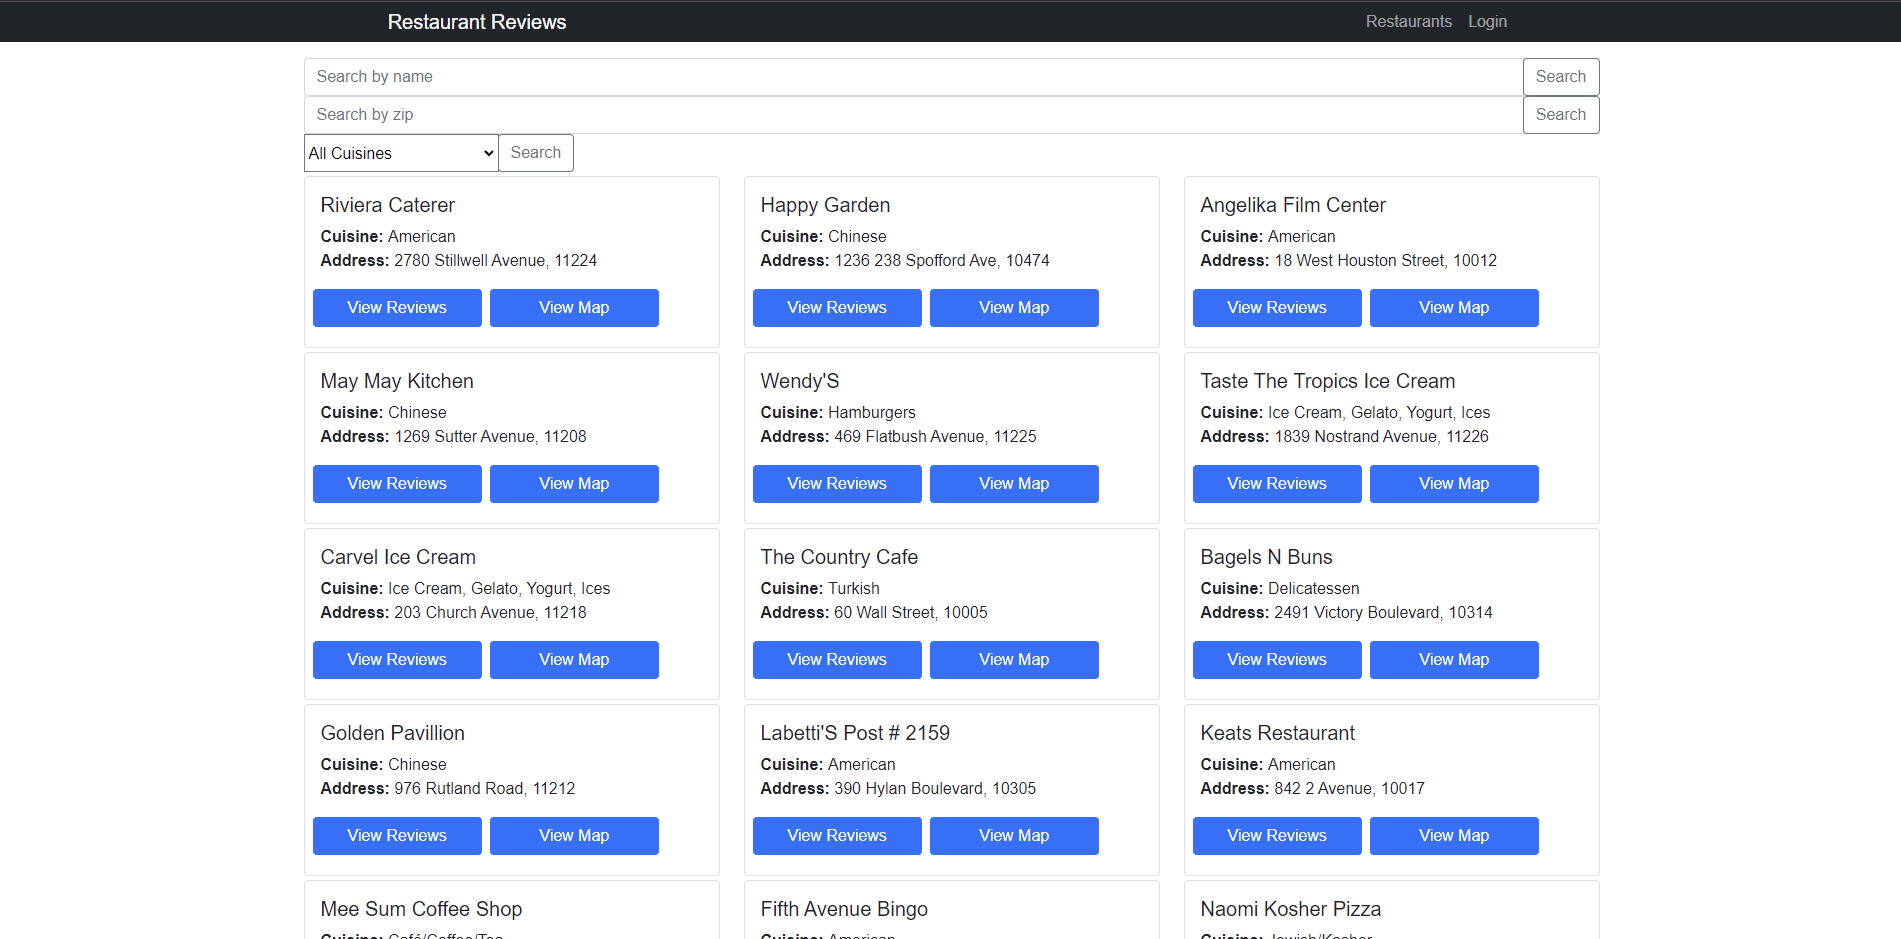 Restaurant Reviews
Restaurants
Login
Search by name
Search
Search by zip
Search
All Cuisines
Search
Riviera Caterer
Cuisine: American
Address: 2780 Stillwell Avenue, 11224
View Reviews
View Map
Happy Garden
Cuisine: Chinese
Address: 1236 238 Spofford Ave, 10474
View Reviews
View Map
Angelika Film Center
Cuisine: American
Address: 18 West Houston Street, 10012
View Reviews
View Map
May May Kitchen
Cuisine: Chinese
Address: 1269 Sutter Avenue, 11208
View Reviews
View Map
Wendy'S
Cuisine: Hamburgers
Address: 469 Flatbush Avenue, 11225
View Reviews
View Map
Taste The Tropics Ice Cream
Cuisine: Ice Cream, Gelato, Yogurt, Ices
Address: 1839 Nostrand Avenue, 11226
View Reviews
View Map
Carvel Ice Cream
Cuisine: Ice Cream, Gelato, Yogurt, Ices
Address: 203 Church Avenue, 11218
View Reviews
View Map
The Country Cafe
Cuisine: Turkish
Address: 60 Wall Street, 10005
View Reviews
View Map
Bagels N Buns
Cuisine: Delicatessen
Address: 2491 Victory Boulevard, 10314
View Reviews
View Map
Golden Pavillion
Cuisine: Chinese
Address: 976 Rutland Road, 11212
View Reviews
View Map
Labetti'S Post # 2159
Cuisine: American
Address: 390 Hylan Boulevard, 10305
View Reviews
View Map
Keats Restaurant
Cuisine: American
Address: 842 2 Avenue, 10017
View Reviews
View Map
Mee Sum Coffee Shop
Cuisine: Café/Coffee/Tea
Fifth Avenue Bingo
Cuisine: American
Naomi Kosher Pizza
Cuisine: Jewish/Kosher